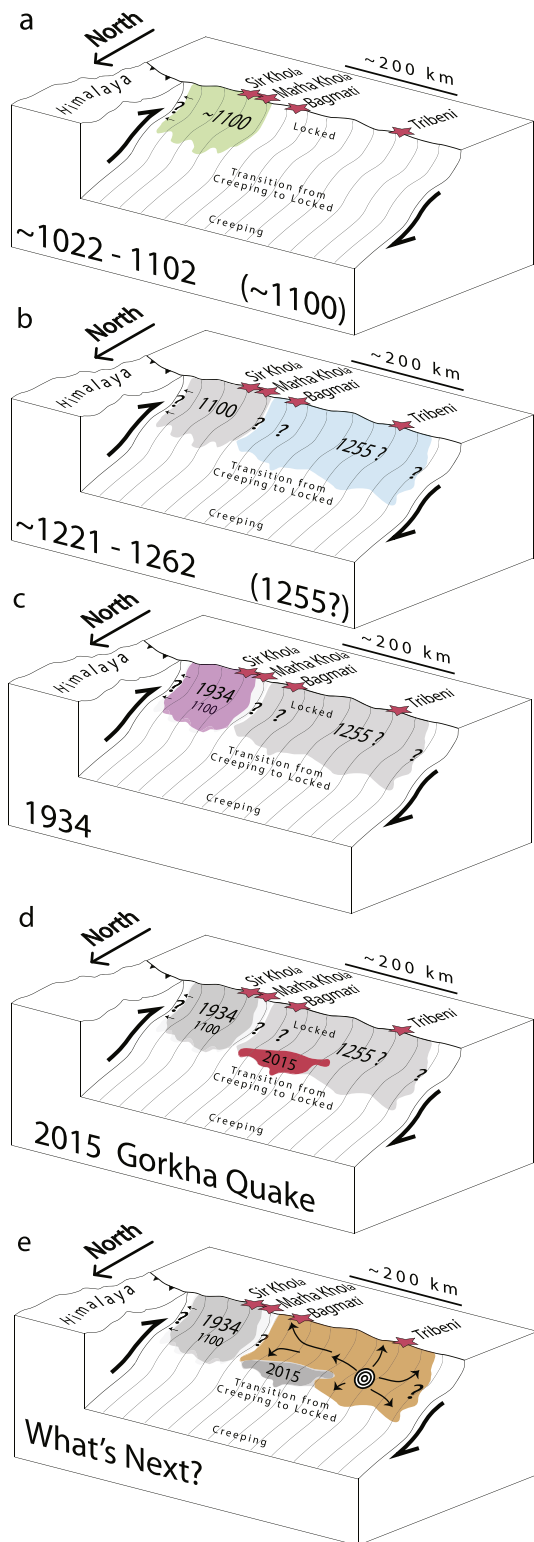 a
North
~200 km
Himalaya
Sir Khola
Marha Khola
Bagmati
Tribeni
?
~1100
Locked
Transition from
Creeping to Locked
Creeping
~1022 - 1102 (~1100)
b
North
~200 km
Himalaya
Sir Khola
Marha Khola
Bagmati
Tribeni
?
1100
?
?
1255?
?
Transition from
Creeping to Locked
Creeping
~1221 - 1262 (1255?)
c
North
~200 km
Himalaya
Sir Khola
Marha Khola
Bagmati
Tribeni
?
1934
1100
?
?
Locked
1255?
?
Transition from
Creeping to Locked
Creeping
1934
d
North
~200 km
Sir Khola
Marha Khola
Bagmati
Tribeni
?
1934
1100
?
?
Locked
1255?
?
2015
Transition from
Creeping to Locked
Creeping
2015 Gorkha Quake
e
North
~200 km
Himalaya
Sir Khola
Marha Khola
Bagmati
Tribeni
?
1934
1100
?
2015
?
Transition from
Creeping to Locked
Creeping
What's Next?